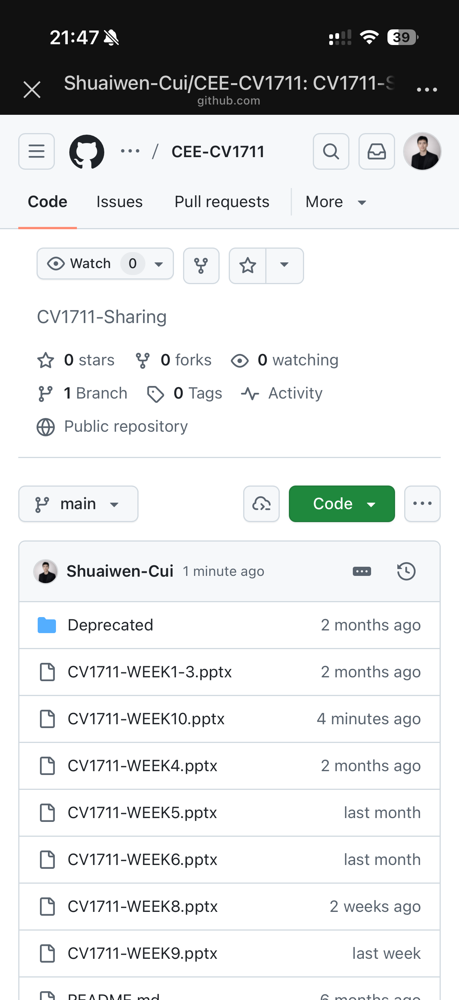 21:47
39
Shuaiwen-Cui/CEE-CV1711: CV1711-S
github.com
... / CEE-CV1711
Code Issues Pull requests More
Watch 0
CV1711-Sharing
0 stars 0 forks 0 watching
1 Branch 0 Tags Activity
Public repository
main Code
Shuaiwen-Cui 1 minute ago
Deprecated 2 months ago
CV1711-WEEK1-3.pptx 2 months ago
CV1711-WEEK10.pptx 4 minutes ago
CV1711-WEEK4.pptx 2 months ago
CV1711-WEEK5.pptx last month
CV1711-WEEK6.pptx last month
CV1711-WEEK8.pptx 2 weeks ago
CV1711-WEEK9.pptx last week
README.md 6 months ago